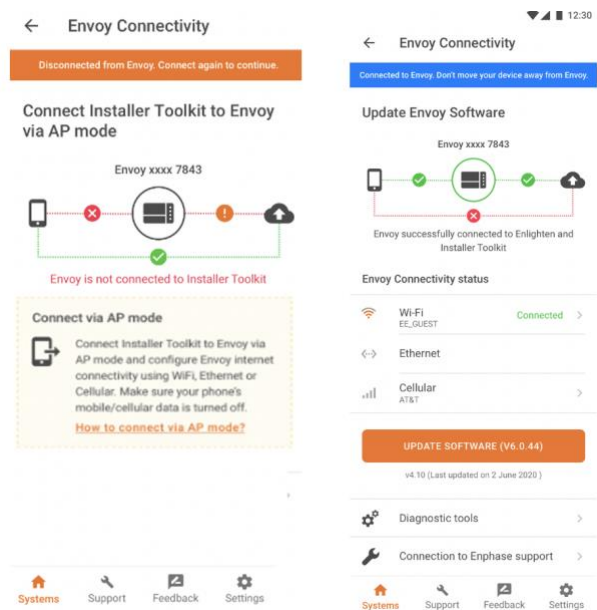 Envoy Connectivity
Disconnected from Envoy. Connect again to continue.
Connect Installer Toolkit to Envoy
via AP mode
Envoy xxxx 7843
Envoy is not connected to Installer Toolkit
Connect via AP mode
Connect Installer Toolkit to Envoy via
AP mode and configure Envoy internet
connectivity using WiFi, Ethernet or
Cellular. Make sure your phone's
mobile/cellular data is turned off.
How to connect via AP mode?
Systems
Support
Feedback
Settings
12:30
Envoy Connectivity
Connected to Envoy. Don't move your device away from Envoy.
Update Envoy Software
Envoy xxxx 7843
Envoy successfully connected to Enlighten and
Installer Toolkit
Envoy Connectivity status
Wi-Fi
EE_GUEST
Connected
Ethernet
Cellular
AT&T
UPDATE SOFTWARE (V6.0.44)
v4.10 (Last updated on 2 June 2020 )
Diagnostic tools
Connection to Enphase support
Systems
Support
Feedback
Settings